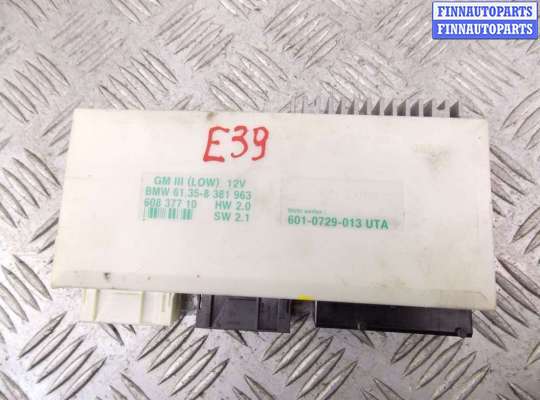 FINNAUTOPARTS
FINNAUTOPARTS
E39
GM III (LOW) 12V
BMW 61.35-8 381 963
608 377 10 HW 2.0
SW 2.1
601-0729-013 UTA